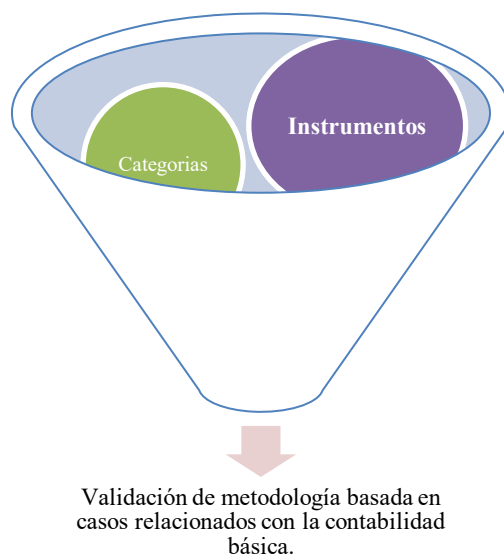 Instrumentos
Categorias
Validación de metodología basada en
casos relacionados con la contabilidad
básica.